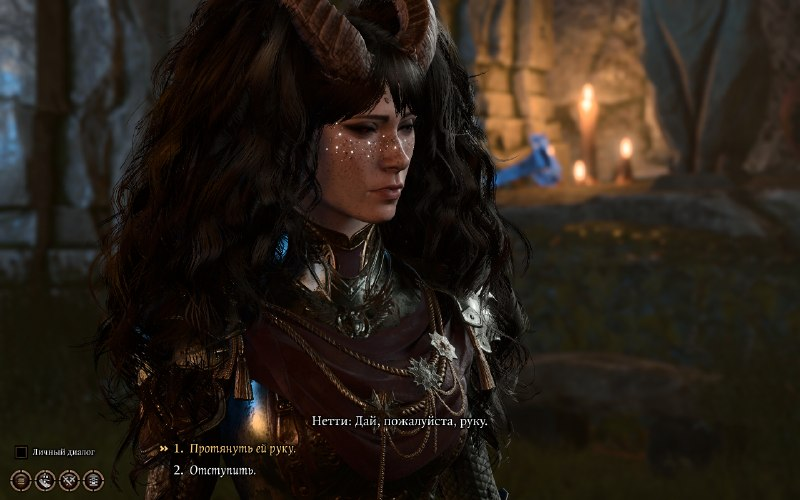 Нетти: Дай, пожалуйста, руку.
1. Протянуть ей руку.
2. Отступить.
Личный диалог